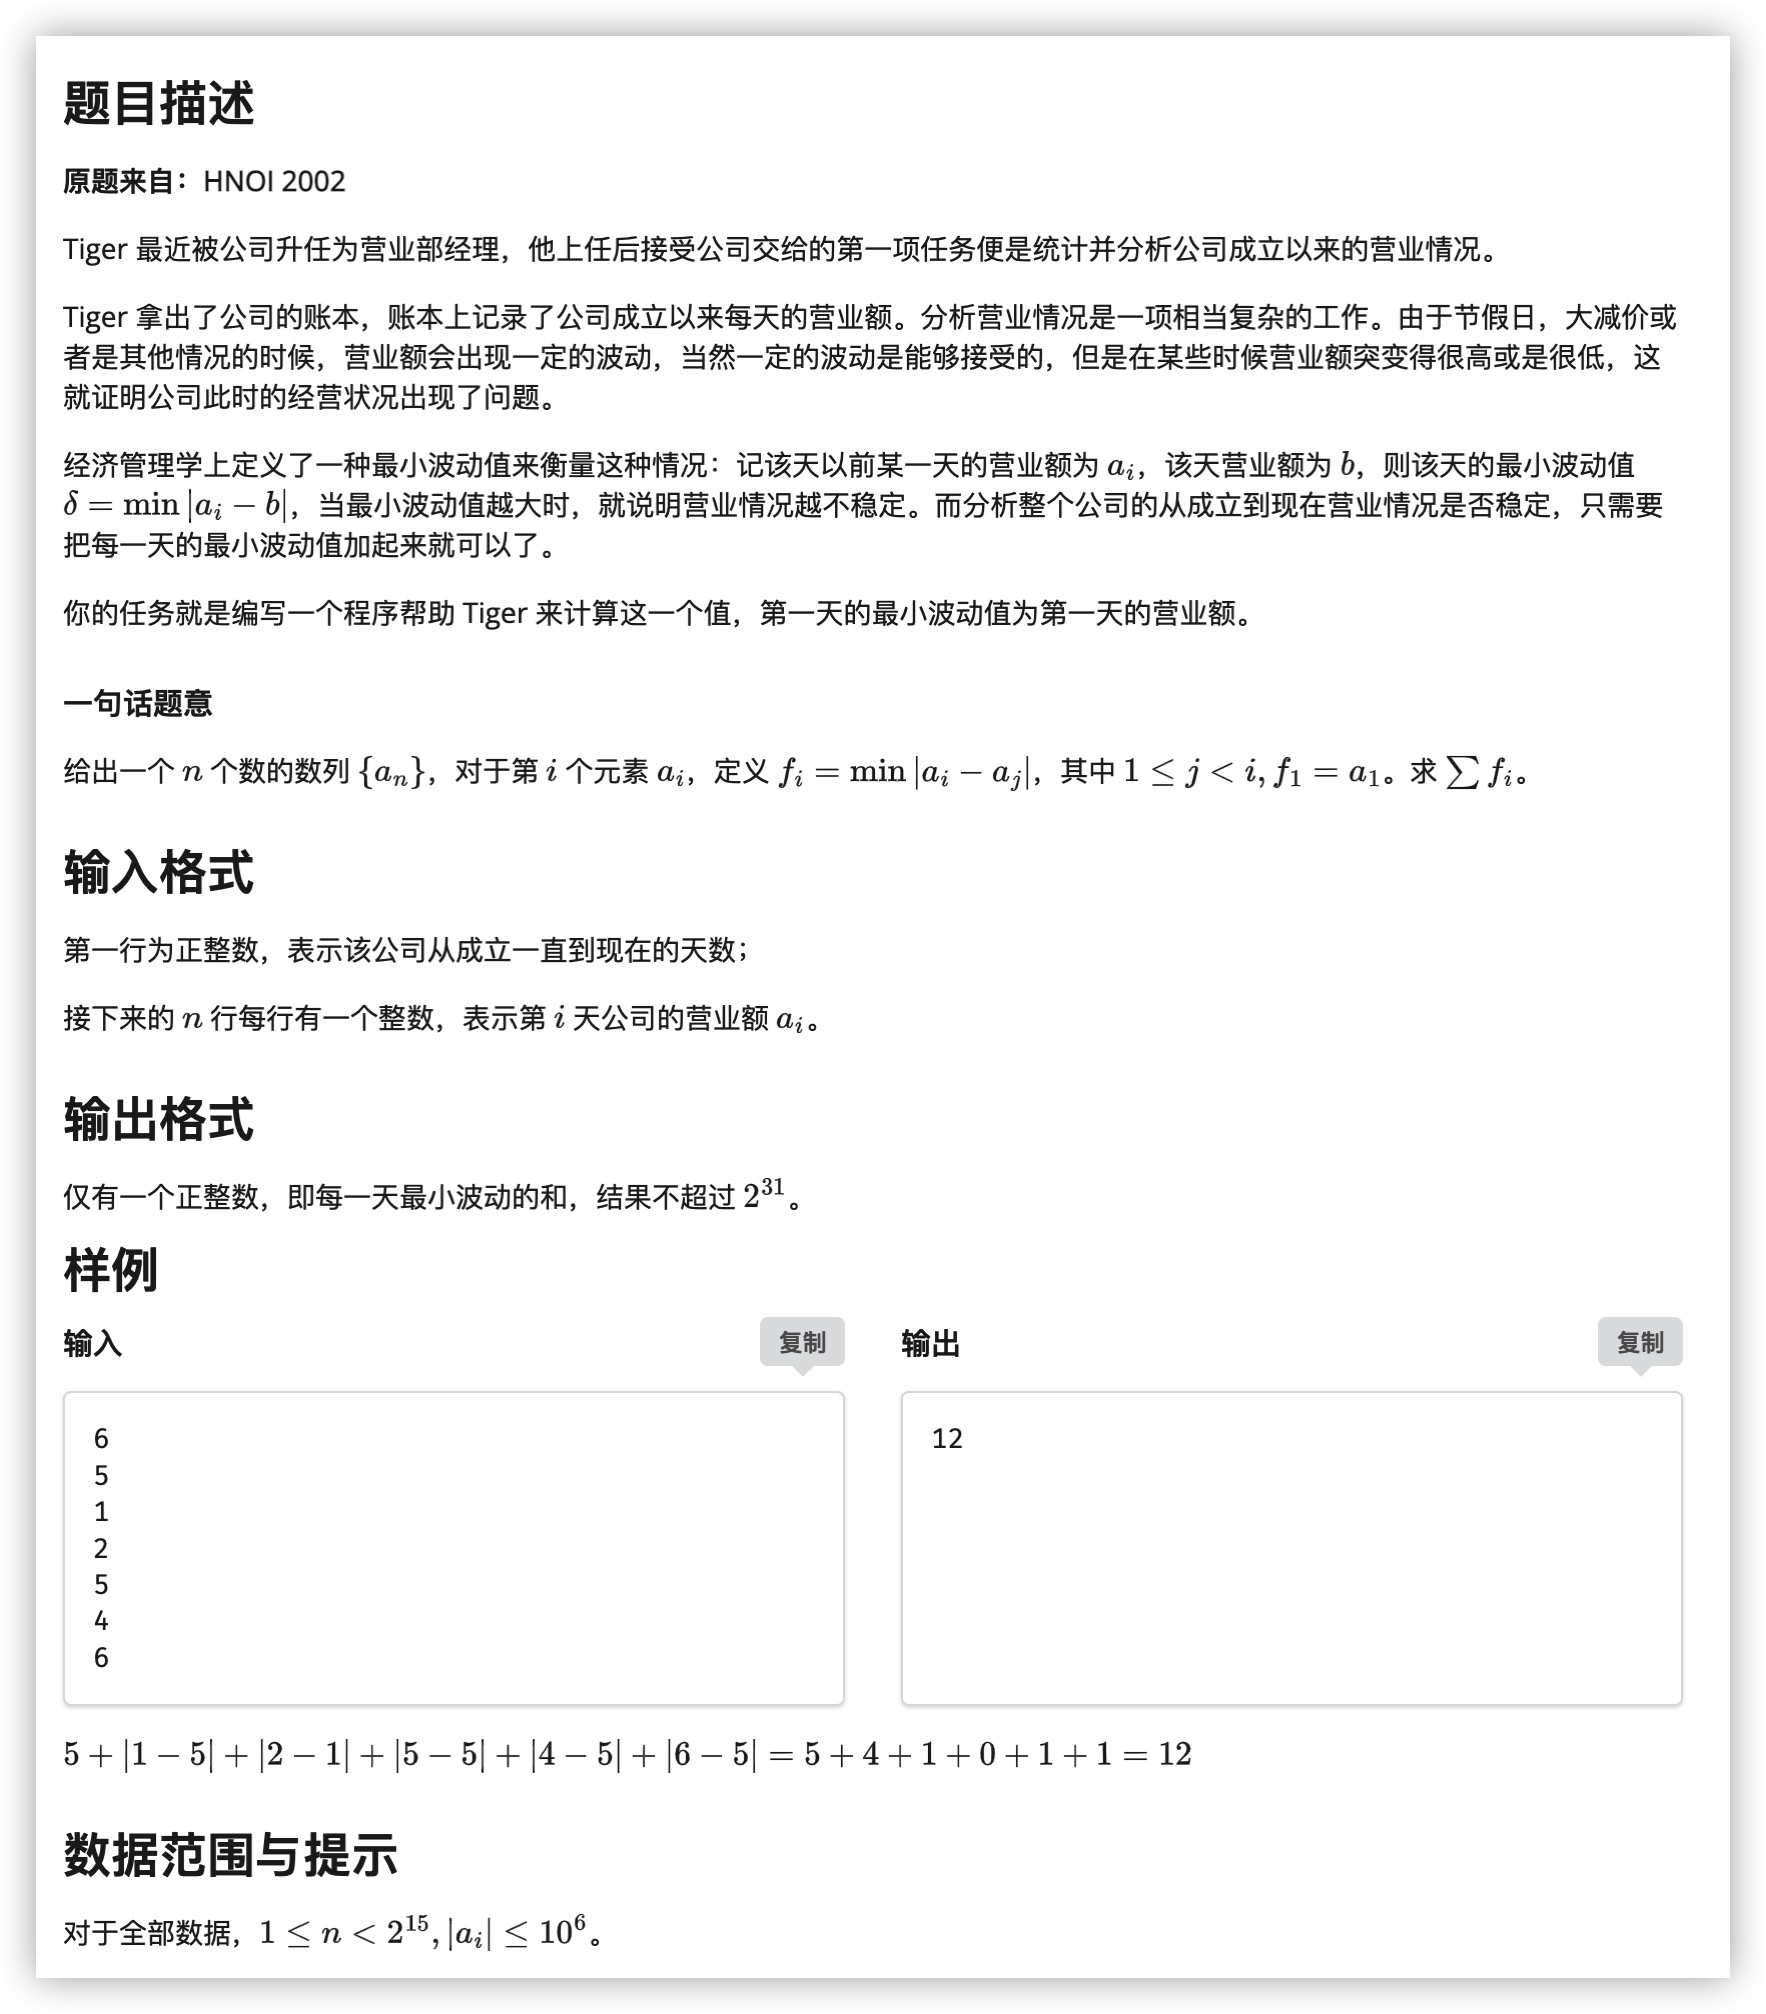 题目描述
原题来自：HNOI 2002
Tiger 最近被公司升任为营业部经理，他上任后接受公司交给的第一项任务便是统计并分析公司成立以来的营业情况。
Tiger 拿出了公司的账本，账本上记录了公司成立以来每天的营业额。分析营业情况是一项相当复杂的工作。由于节假日，大减价或
者是其他情况的时候，营业额会出现一定的波动，当然一定的波动是能够接受的，但是在某些时候营业额突变得很高或是很低，这
就证明公司此时的经营状况出现了问题。
经济管理学上定义了一种最小波动值来衡量这种情况：记该天以前某一天的营业额为 $a_i$，该天营业额为 $b$，则该天的最小波动值
$\delta = \min |a_i - b|$，当最小波动值越大时，就说明营业情况越不稳定。而分析整个公司的从成立到现在营业情况是否稳定，只需要
把每一天的最小波动值加起来就可以了。
你的任务就是编写一个程序帮助 Tiger 来计算这一个值，第一天的最小波动值为第一天的营业额。
一句话题意
给出一个 $n$ 个数的数列 $\{a_n\}$，对于第 $i$ 个元素 $a_i$，定义 $f_i = \min |a_i - a_j|$，其中 $1 \le j < i, f_1 = a_1$。求 $\sum f_i$。
输入格式
第一行为正整数，表示该公司从成立一直到现在的天数；
接下来的 $n$ 行每行有一个整数，表示第 $i$ 天公司的营业额 $a_i$。
输出格式
仅有一个正整数，即每一天最小波动的和，结果不超过 $2^{31}$。
样例
输入 复制
6
5
1
2
5
4
6
输出 复制
12
$5 + |1 - 5| + |2 - 1| + |5 - 5| + |4 - 5| + |6 - 5| = 5 + 4 + 1 + 0 + 1 + 1 = 12$
数据范围与提示
对于全部数据，$1 \le n < 2^{15}, |a_i| \le 10^6$。